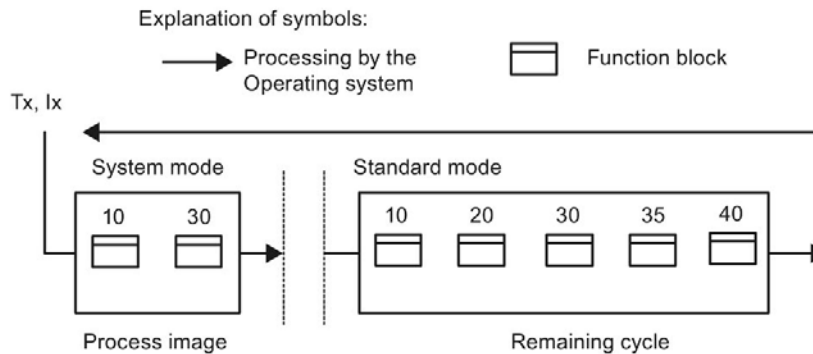 Explanation of symbols:
Processing by the
Operating system
Function block
Tx, Ix
System mode
Standard mode
10 30
10 20 30 35 40
Process image
Remaining cycle